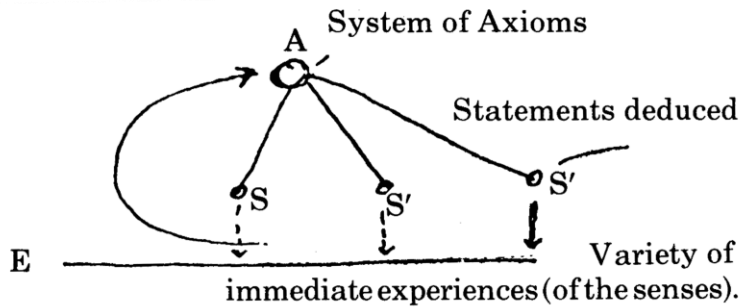 System of Axioms
A
Statements deduced
S
S′
S′
E
Variety of
immediate experiences (of the senses).